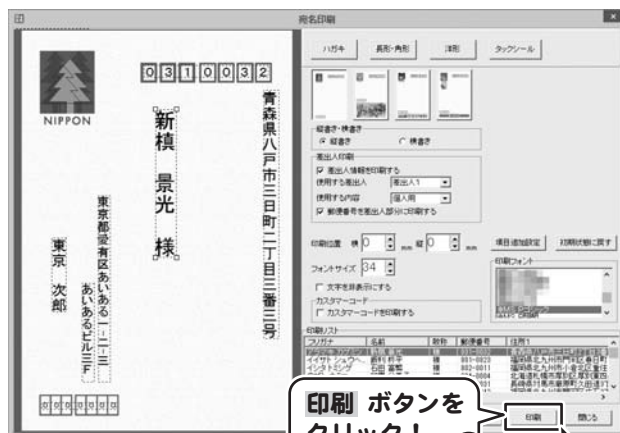 宛名印刷
ハガキ
長形・角形
洋形
タックシール
NIPPON
0310032
青森県八戸市三日町二丁目三番三号
新槙 景光 様
東京都愛有区あいある一-二-三
あいあるビル三F
東京 次郎
縦書き・横書き
縦書き
横書き
差出人印刷
差出人情報を印刷する
使用する差出人
差出人1
使用する内容
個人用
郵便番号を差出人部分に印刷する
印刷位置 横 0 mm 縦 0 mm
項目追加設定
初期状態に戻す
フォントサイズ 34
印刷フォント
文字を非表示にする
カスタマーコード
カスタマーコードを印刷する
印刷リスト
フリガナ 名前 敬称 郵便番号 住所1
印刷 ボタンを
クリック！
印刷
閉じる